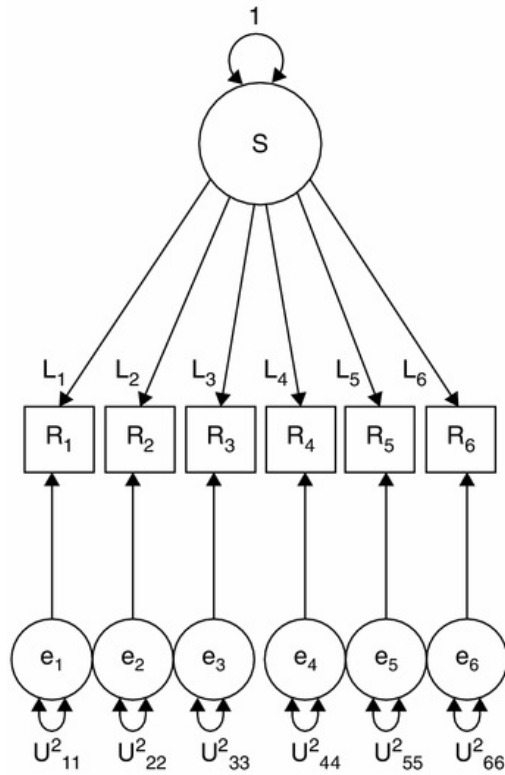 1
S
L₁ L₂ L₃ L₄ L₅ L₆
R₁ R₂ R₃ R₄ R₅ R₆
e₁ e₂ e₃ e₄ e₅ e₆
U²₁₁ U²₂₂ U²₃₃ U²₄₄ U²₅₅ U²₆₆